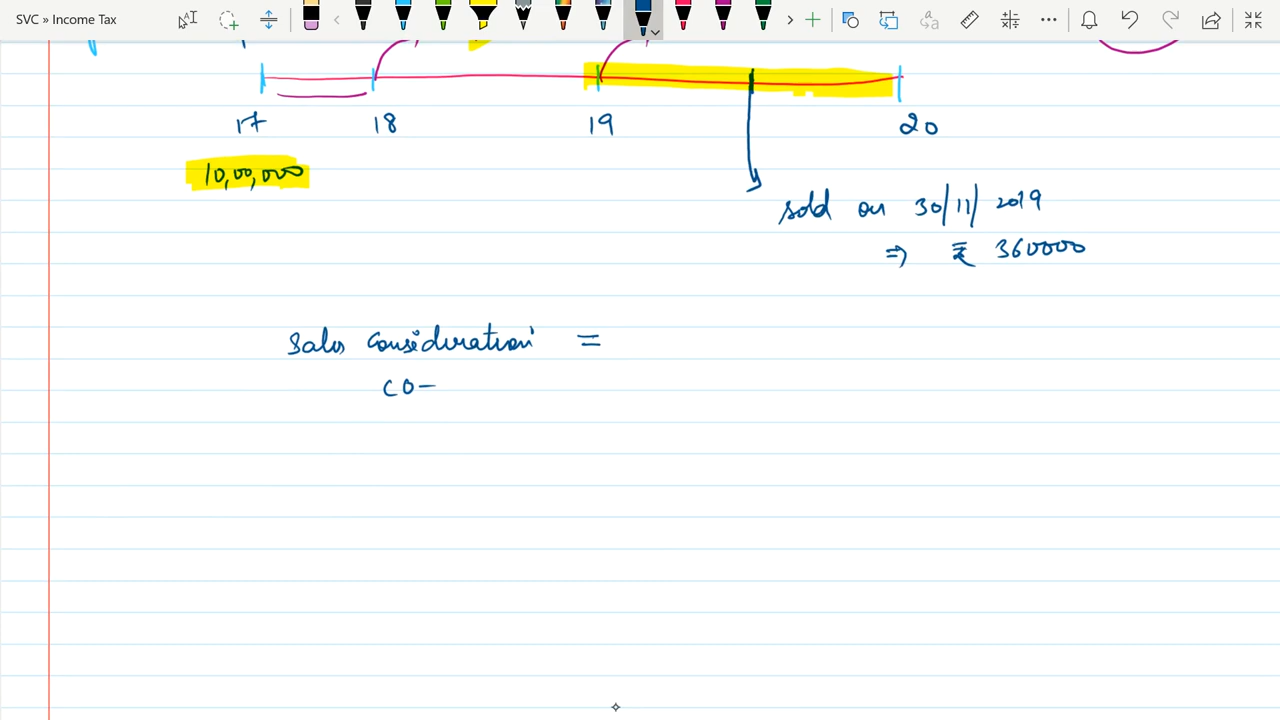 SVC » Income Tax
17 18 19 20
10,00,000
sold on 30/11/2019
⇒ ₹ 360000
Sales Consideration =
CO